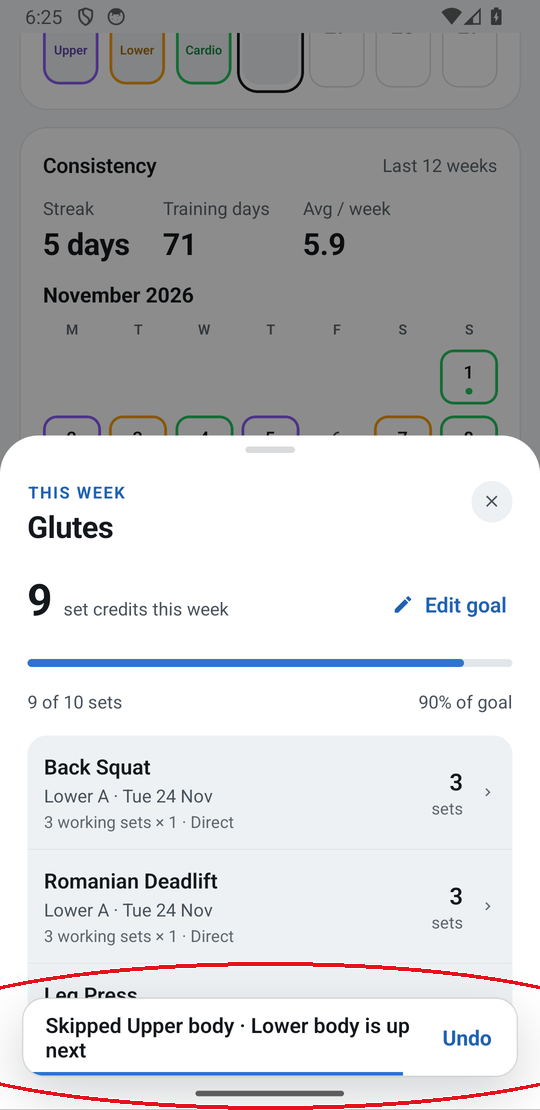 6:25
Upper Lower Cardio
Consistency Last 12 weeks
Streak Training days Avg / week
5 days 71 5.9
November 2026
M T W T F S S
1
THIS WEEK
Glutes
9 set credits this week Edit goal
9 of 10 sets 90% of goal
Back Squat
3
Lower A · Tue 24 Nov
sets
3 working sets × 1 · Direct
Romanian Deadlift
3
Lower A · Tue 24 Nov
sets
3 working sets × 1 · Direct
Leg Press
Skipped Upper body · Lower body is up
next
Undo